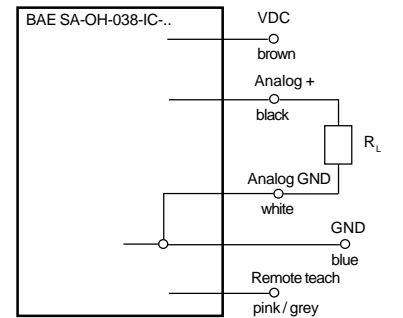 BAE SA-OH-038-IC-..
VDC
brown
Analog +
black
R L
Analog GND
white
GND
blue
Remote teach
pink / grey